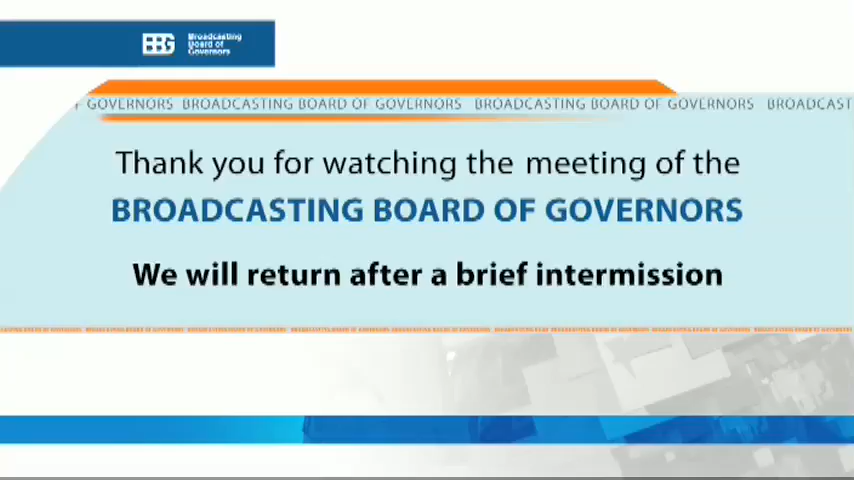 BBG
Broadcasting
Board of
Governors
F GOVERNORS BROADCASTING BOARD OF GOVERNORS BROADCASTING BOARD OF GOVERNORS BROADCAST
Thank you for watching the meeting of the
BROADCASTING BOARD OF GOVERNORS
We will return after a brief intermission